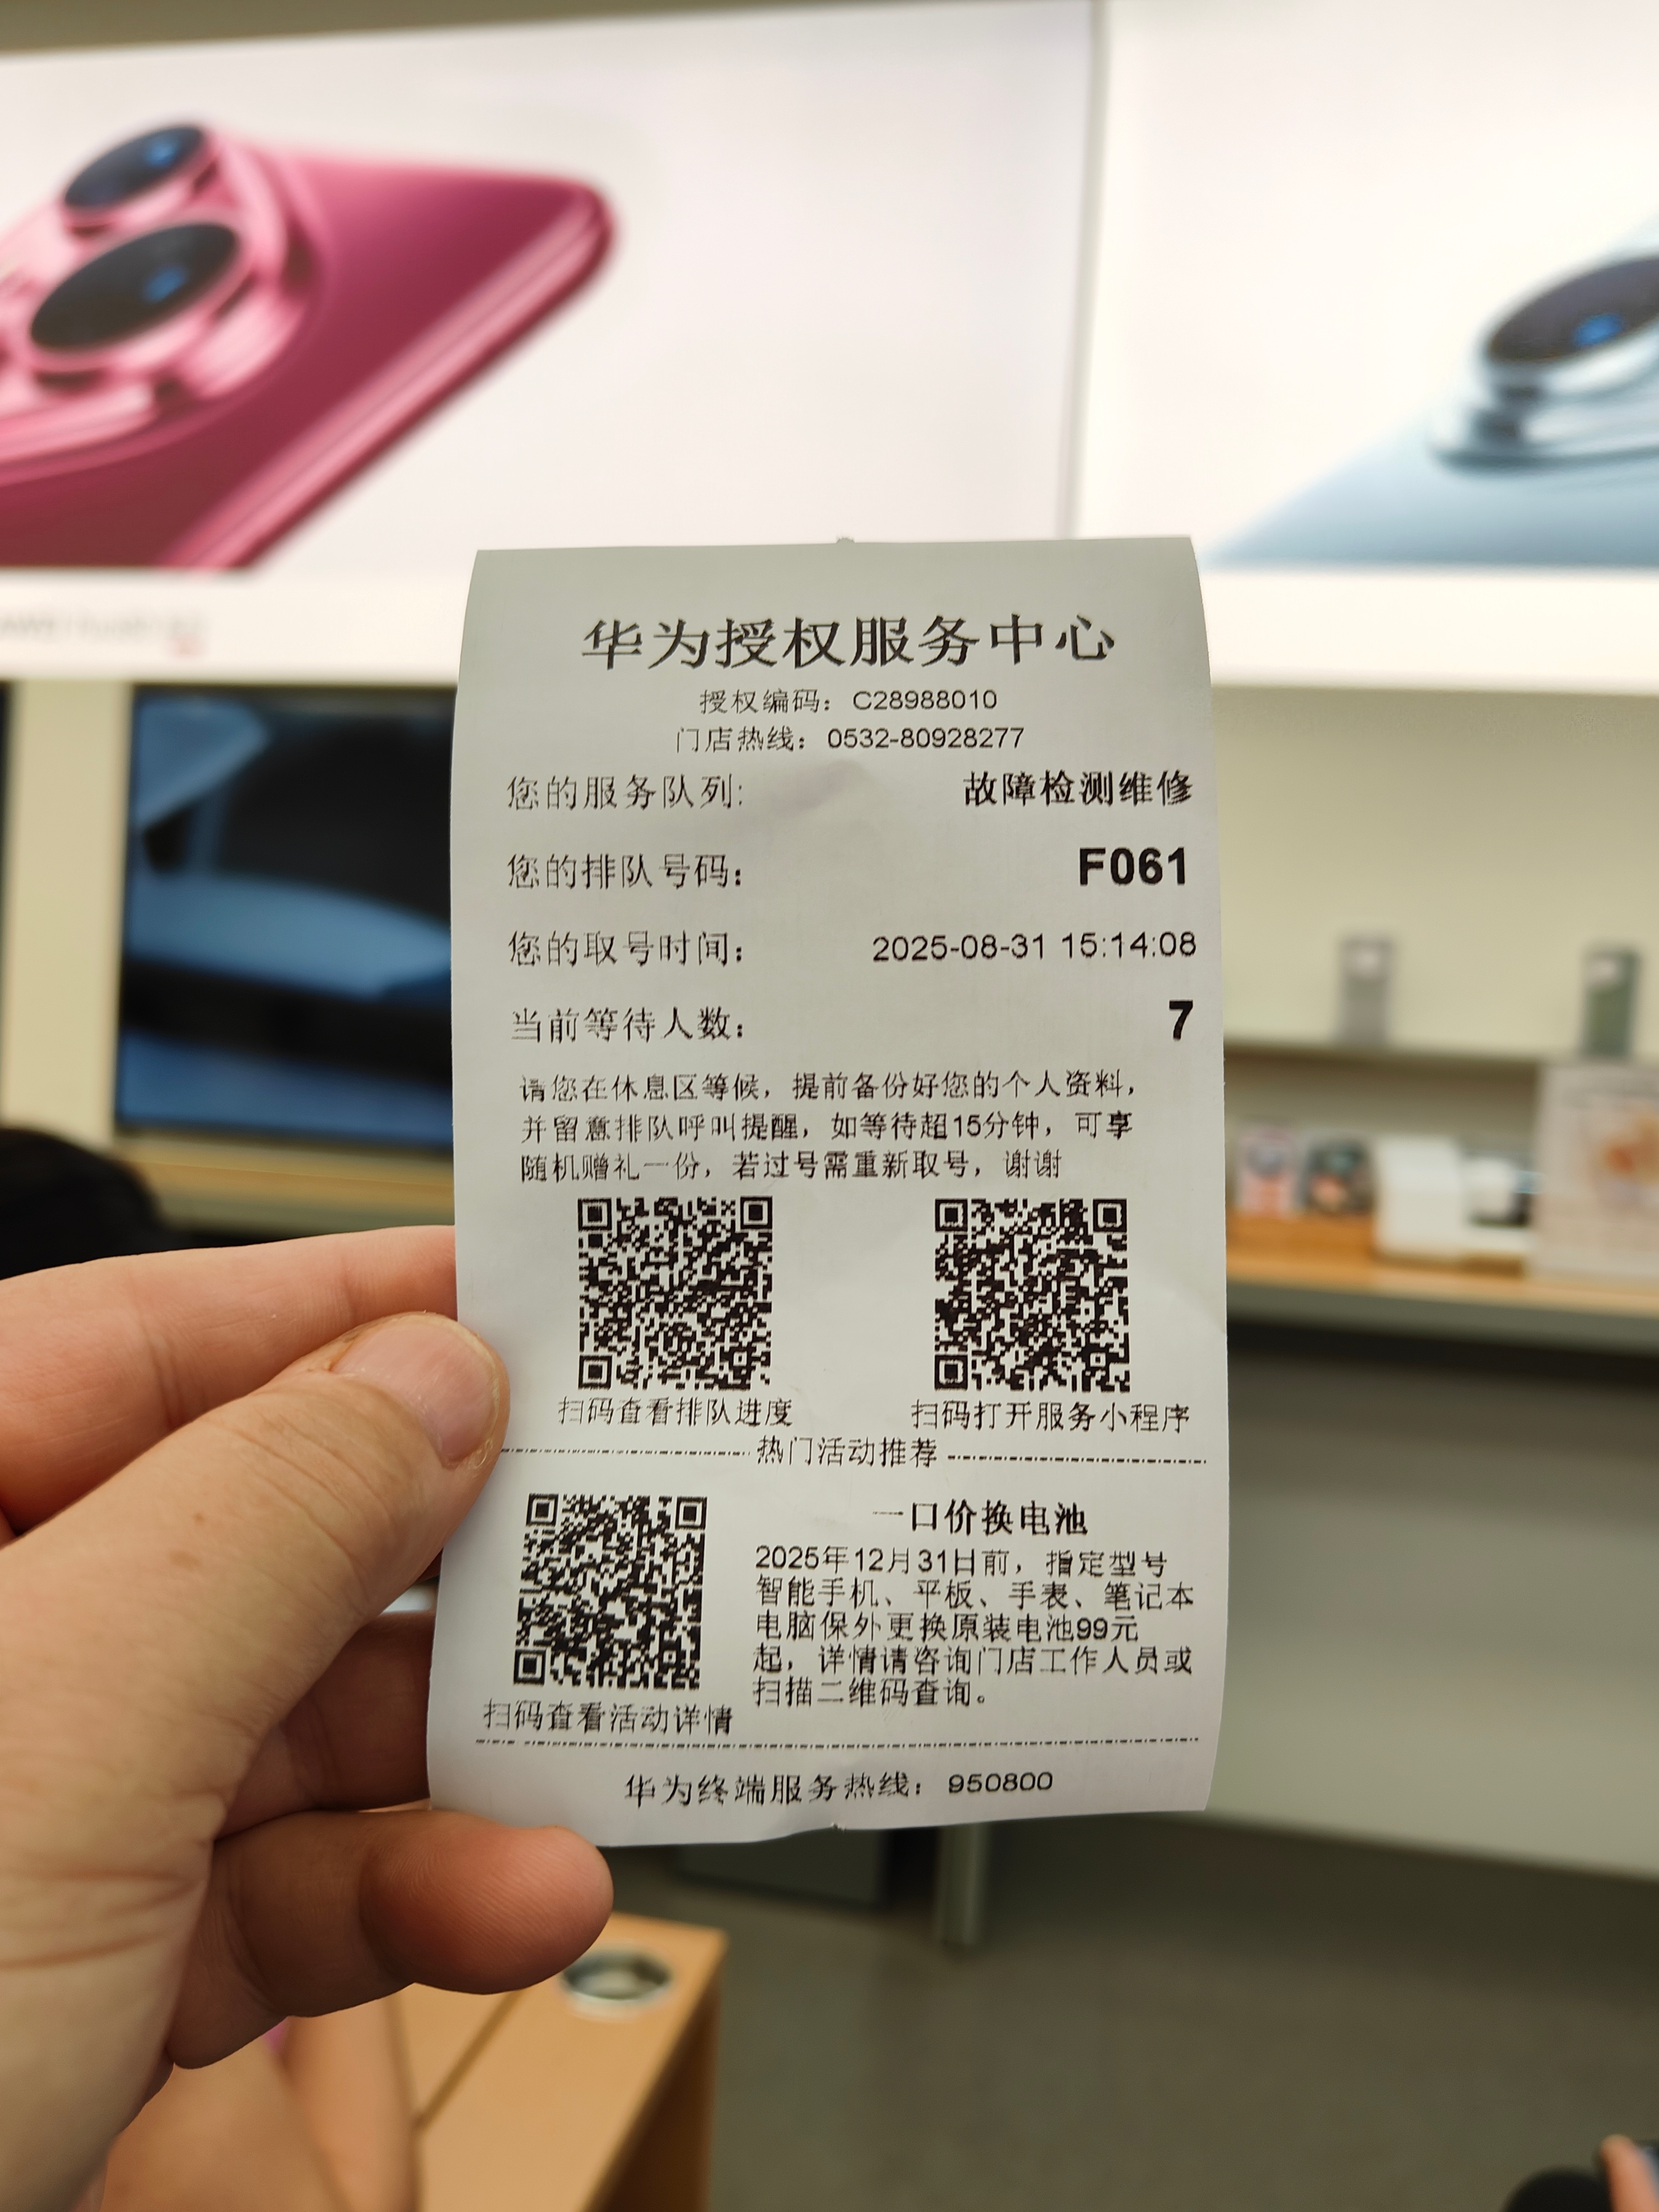 华为授权服务中心
授权编码：C28988010
门店热线：0532-80928277
您的服务队列: 故障检测维修
您的排队号码：F061
您的取号时间：2025-08-31 15:14:08
当前等待人数：7
请您在休息区等候，提前备份好您的个人资料，
并留意排队呼叫提醒，如等待超15分钟，可享
随机赠礼一份，若过号需重新取号，谢谢
扫码查看排队进度 扫码打开服务小程序
热门活动推荐
一口价换电池
2025年12月31日前，指定型号
智能手机、平板、手表、笔记本
电脑保外更换原装电池99元
起，详情请咨询门店工作人员或
扫描二维码查询。
扫码查看活动详情
华为终端服务热线：950800